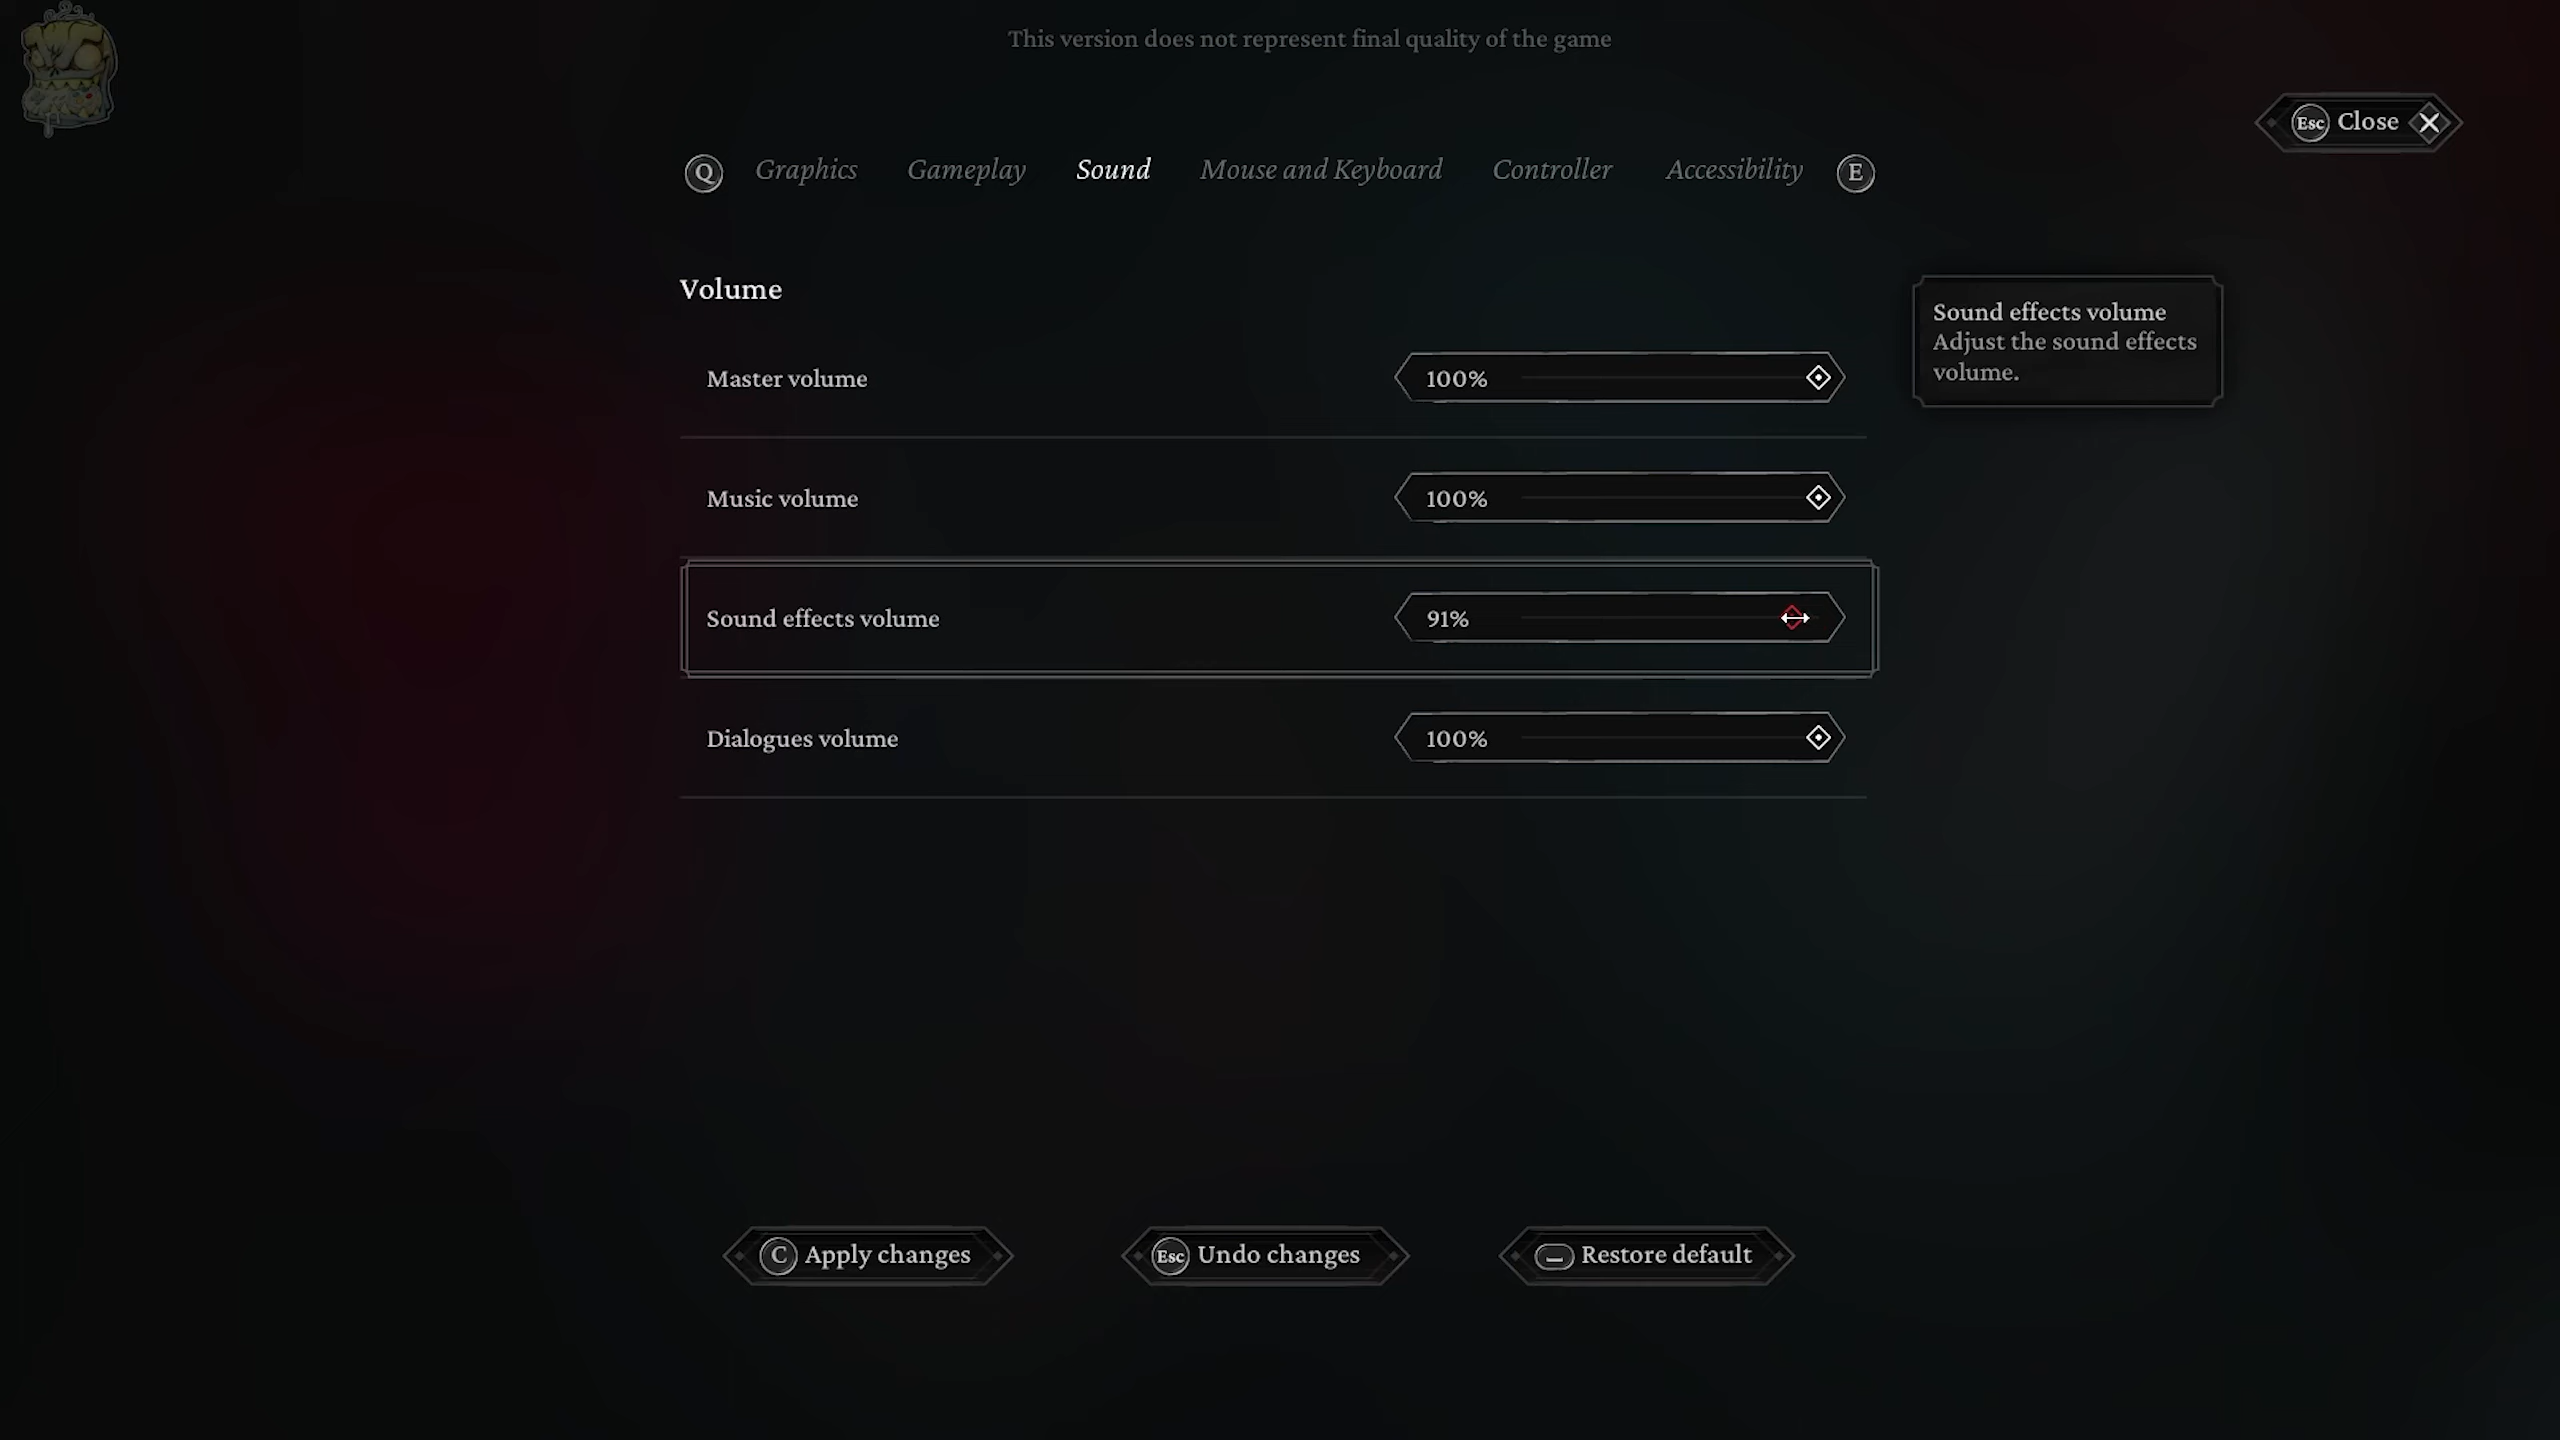 This version does not represent final quality of the game
Esc Close
Q Graphics Gameplay Sound Mouse and Keyboard Controller Accessibility E
Volume
Master volume 100%
Music volume 100%
Sound effects volume 91%
Dialogues volume 100%
Sound effects volume
Adjust the sound effects
volume.
C Apply changes
Esc Undo changes
Restore default